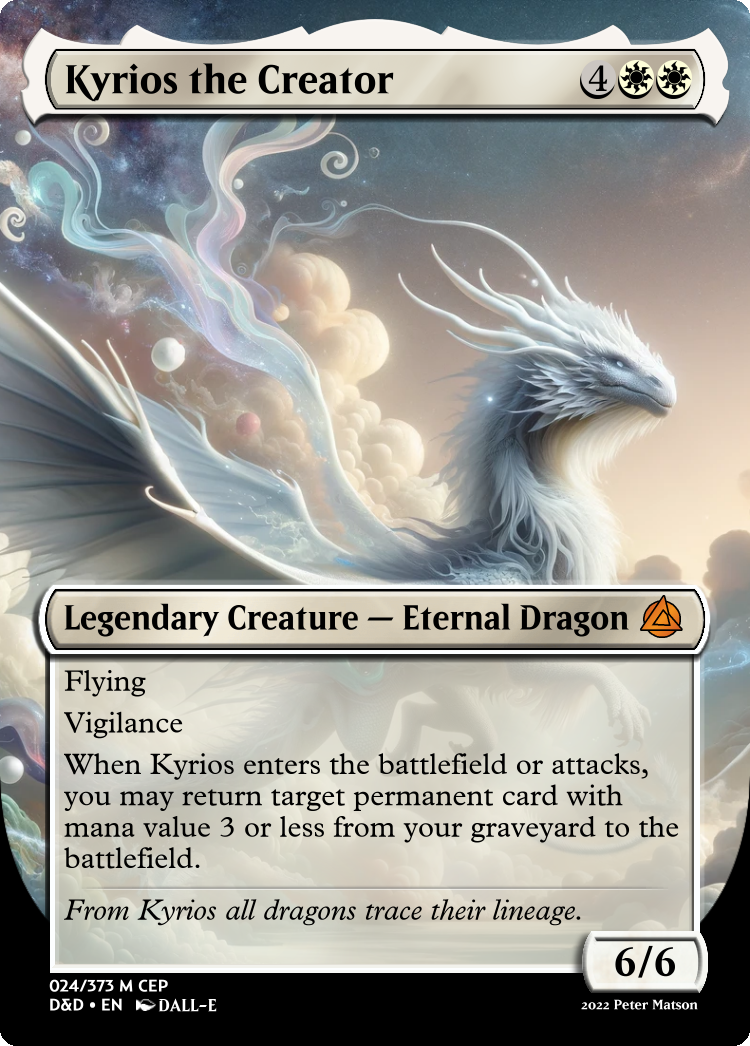 Kyrios the Creator 4
Legendary Creature — Eternal Dragon
Flying
Vigilance
When Kyrios enters the battlefield or attacks,
you may return target permanent card with
mana value 3 or less from your graveyard to the
battlefield.
From Kyrios all dragons trace their lineage.
6/6
024/373 M CEP
D&D • EN DALL-E
2022 Peter Matson